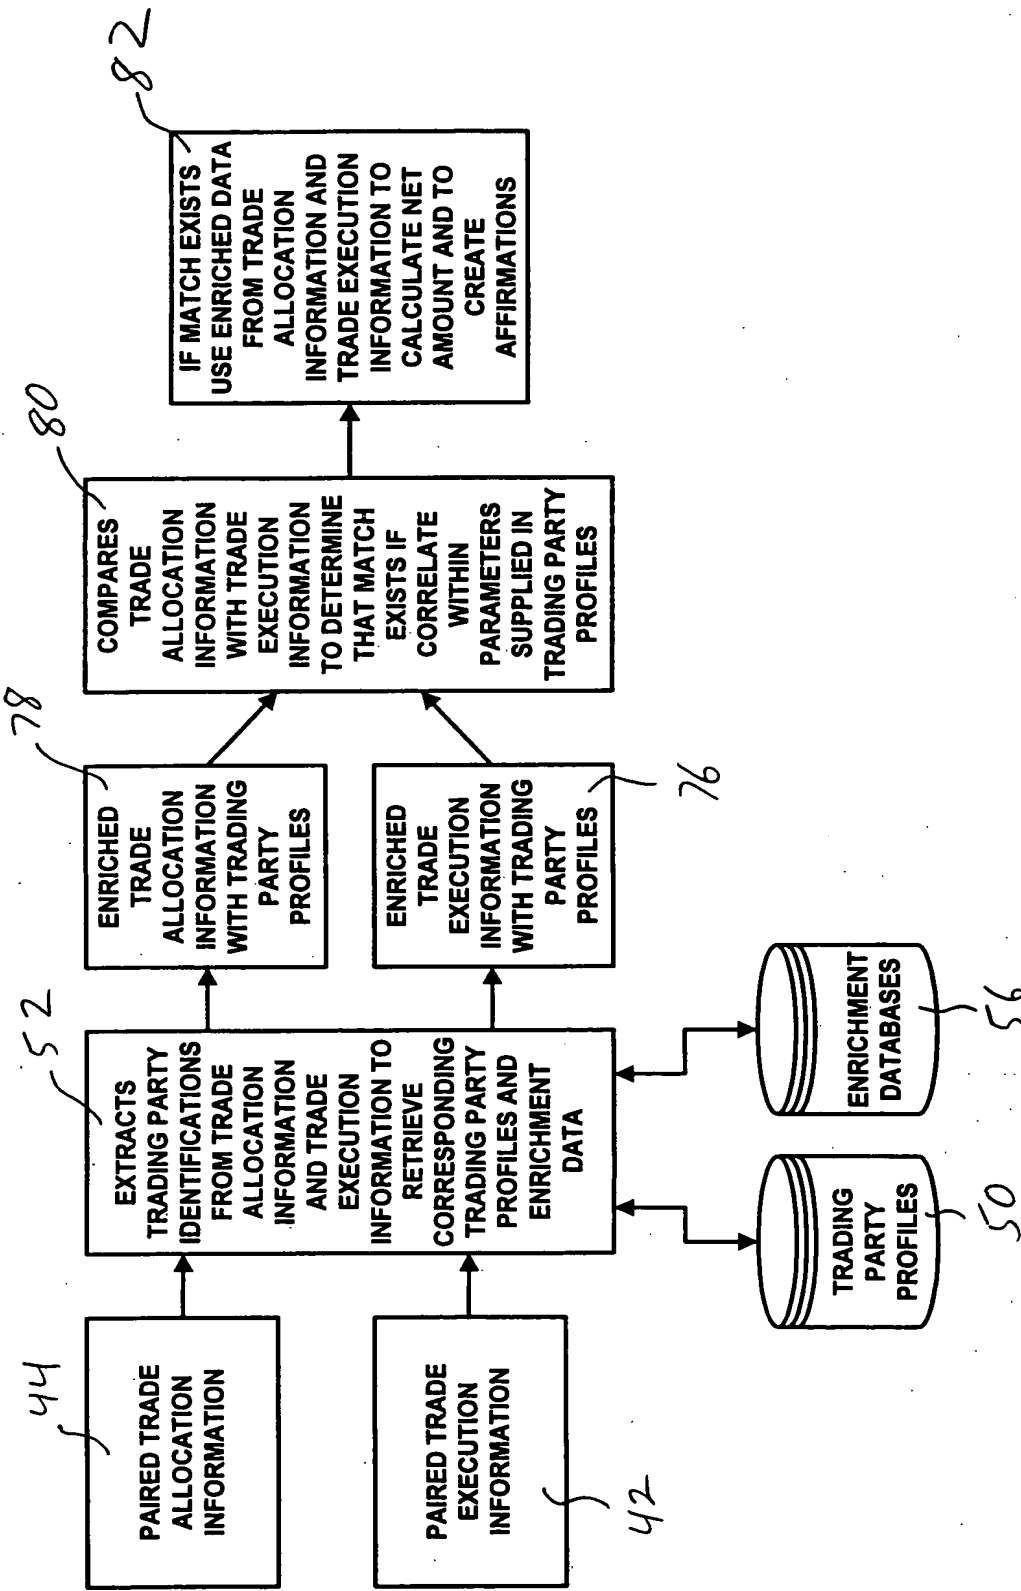 44
PAIRED TRADE
ALLOCATION
INFORMATION
PAIRED TRADE
EXECUTION
INFORMATION
42
52
EXTRACTS
TRADING PARTY
IDENTIFICATIONS
FROM TRADE
ALLOCATION
INFORMATION
AND TRADE
EXECUTION
INFORMATION TO
RETRIEVE
CORRESPONDING
TRADING PARTY
PROFILES AND
ENRICHMENT
DATA
TRADING
PARTY
PROFILES
50
ENRICHMENT
DATABASES
56
78
ENRICHED
TRADE
ALLOCATION
INFORMATION
WITH TRADING
PARTY
PROFILES
ENRICHED
TRADE
EXECUTION
INFORMATION
WITH TRADING
PARTY
PROFILES
76
80
COMPARES
TRADE
ALLOCATION
INFORMATION
WITH TRADE
EXECUTION
INFORMATION
TO DETERMINE
THAT MATCH
EXISTS IF
CORRELATE
WITHIN
PARAMETERS
SUPPLIED IN
TRADING PARTY
PROFILES
82
IF MATCH EXISTS
USE ENRICHED DATA
FROM TRADE
ALLOCATION
INFORMATION AND
TRADE EXECUTION
INFORMATION TO
CALCULATE NET
AMOUNT AND TO
CREATE
AFFIRMATIONS